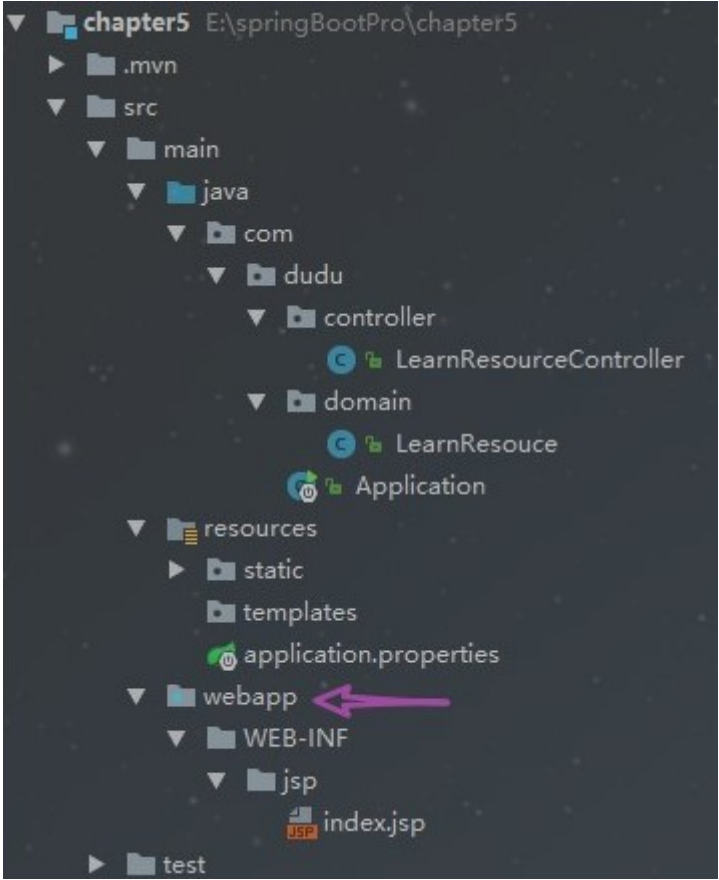 chapter5 E:\springBootPro\chapter5
.mvn
src
main
java
com
dudu
controller
C LearnResourceController
domain
C LearnResouce
Application
resources
static
templates
application.properties
webapp
WEB-INF
jsp
JSP index.jsp
test